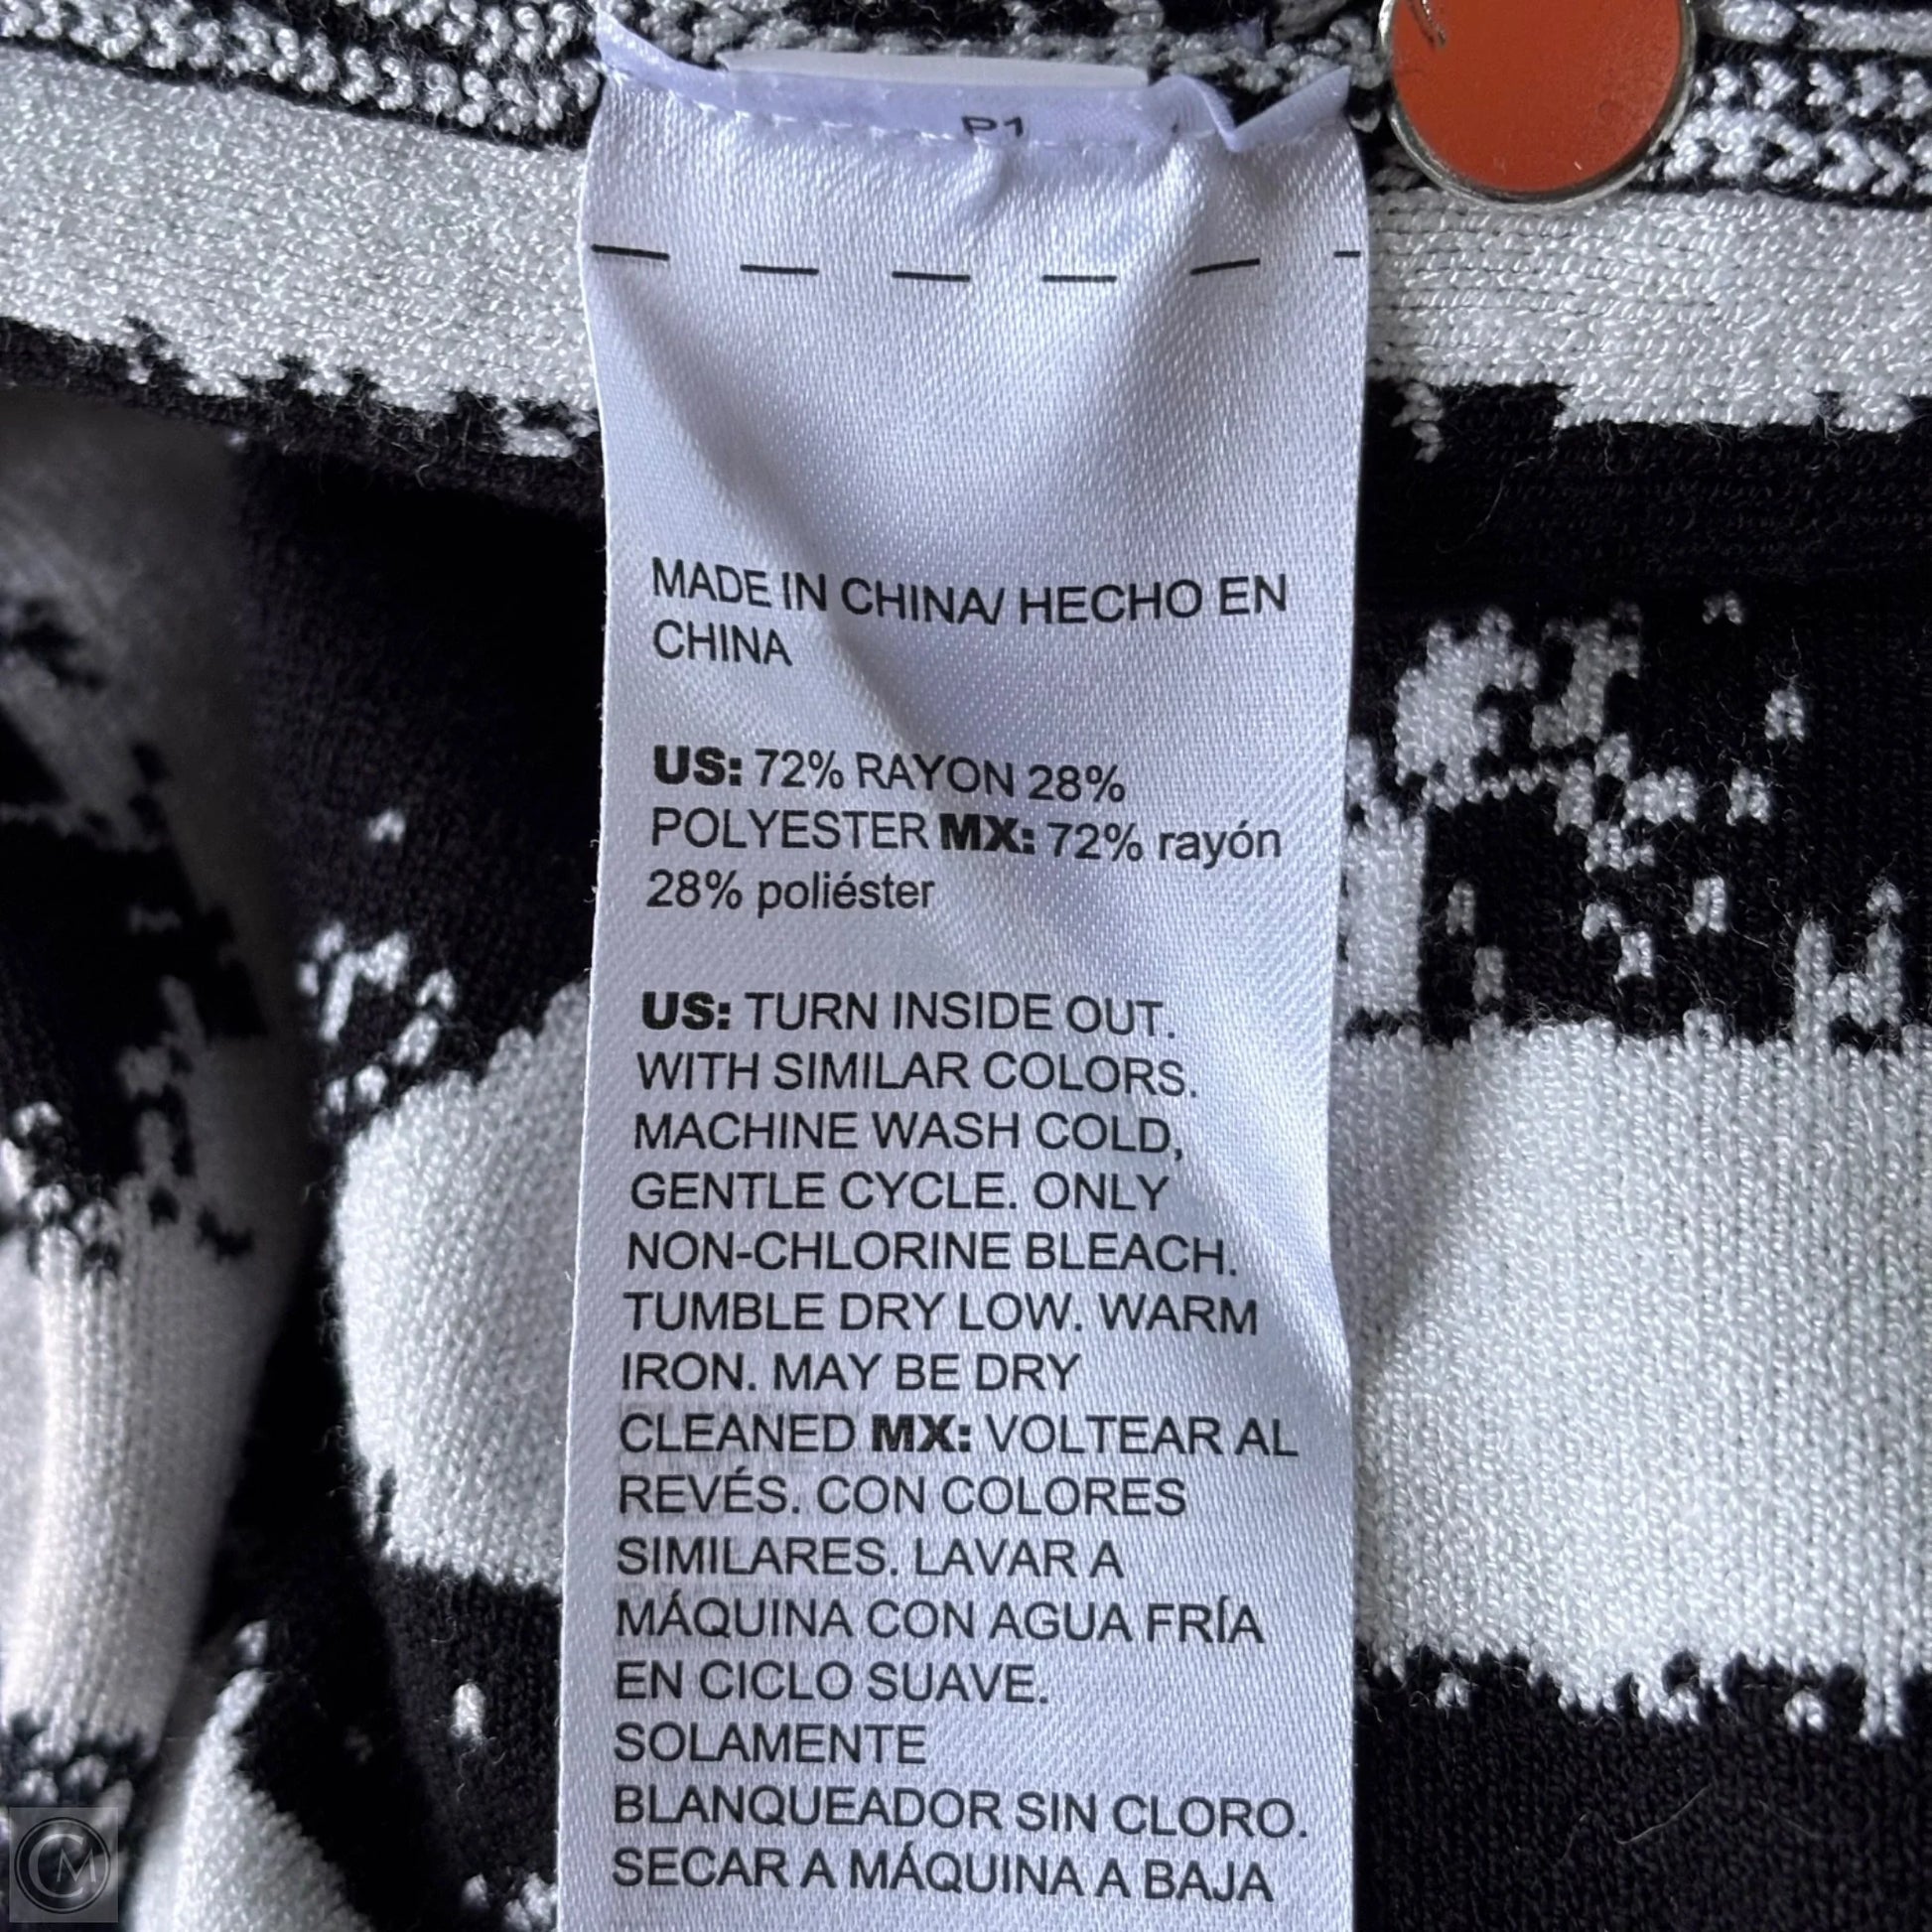 P1
MADE IN CHINA/ HECHO EN
CHINA
US: 72% RAYON 28%
POLYESTER MX: 72% rayón
28% poliéster
US: TURN INSIDE OUT.
WITH SIMILAR COLORS.
MACHINE WASH COLD,
GENTLE CYCLE. ONLY
NON-CHLORINE BLEACH.
TUMBLE DRY LOW. WARM
IRON. MAY BE DRY
CLEANED MX: VOLTEAR AL
REVÉS. CON COLORES
SIMILARES. LAVAR A
MÁQUINA CON AGUA FRÍA
EN CICLO SUAVE.
SOLAMENTE
BLANQUEADOR SIN CLORO.
SECAR A MÁQUINA A BAJA
CM